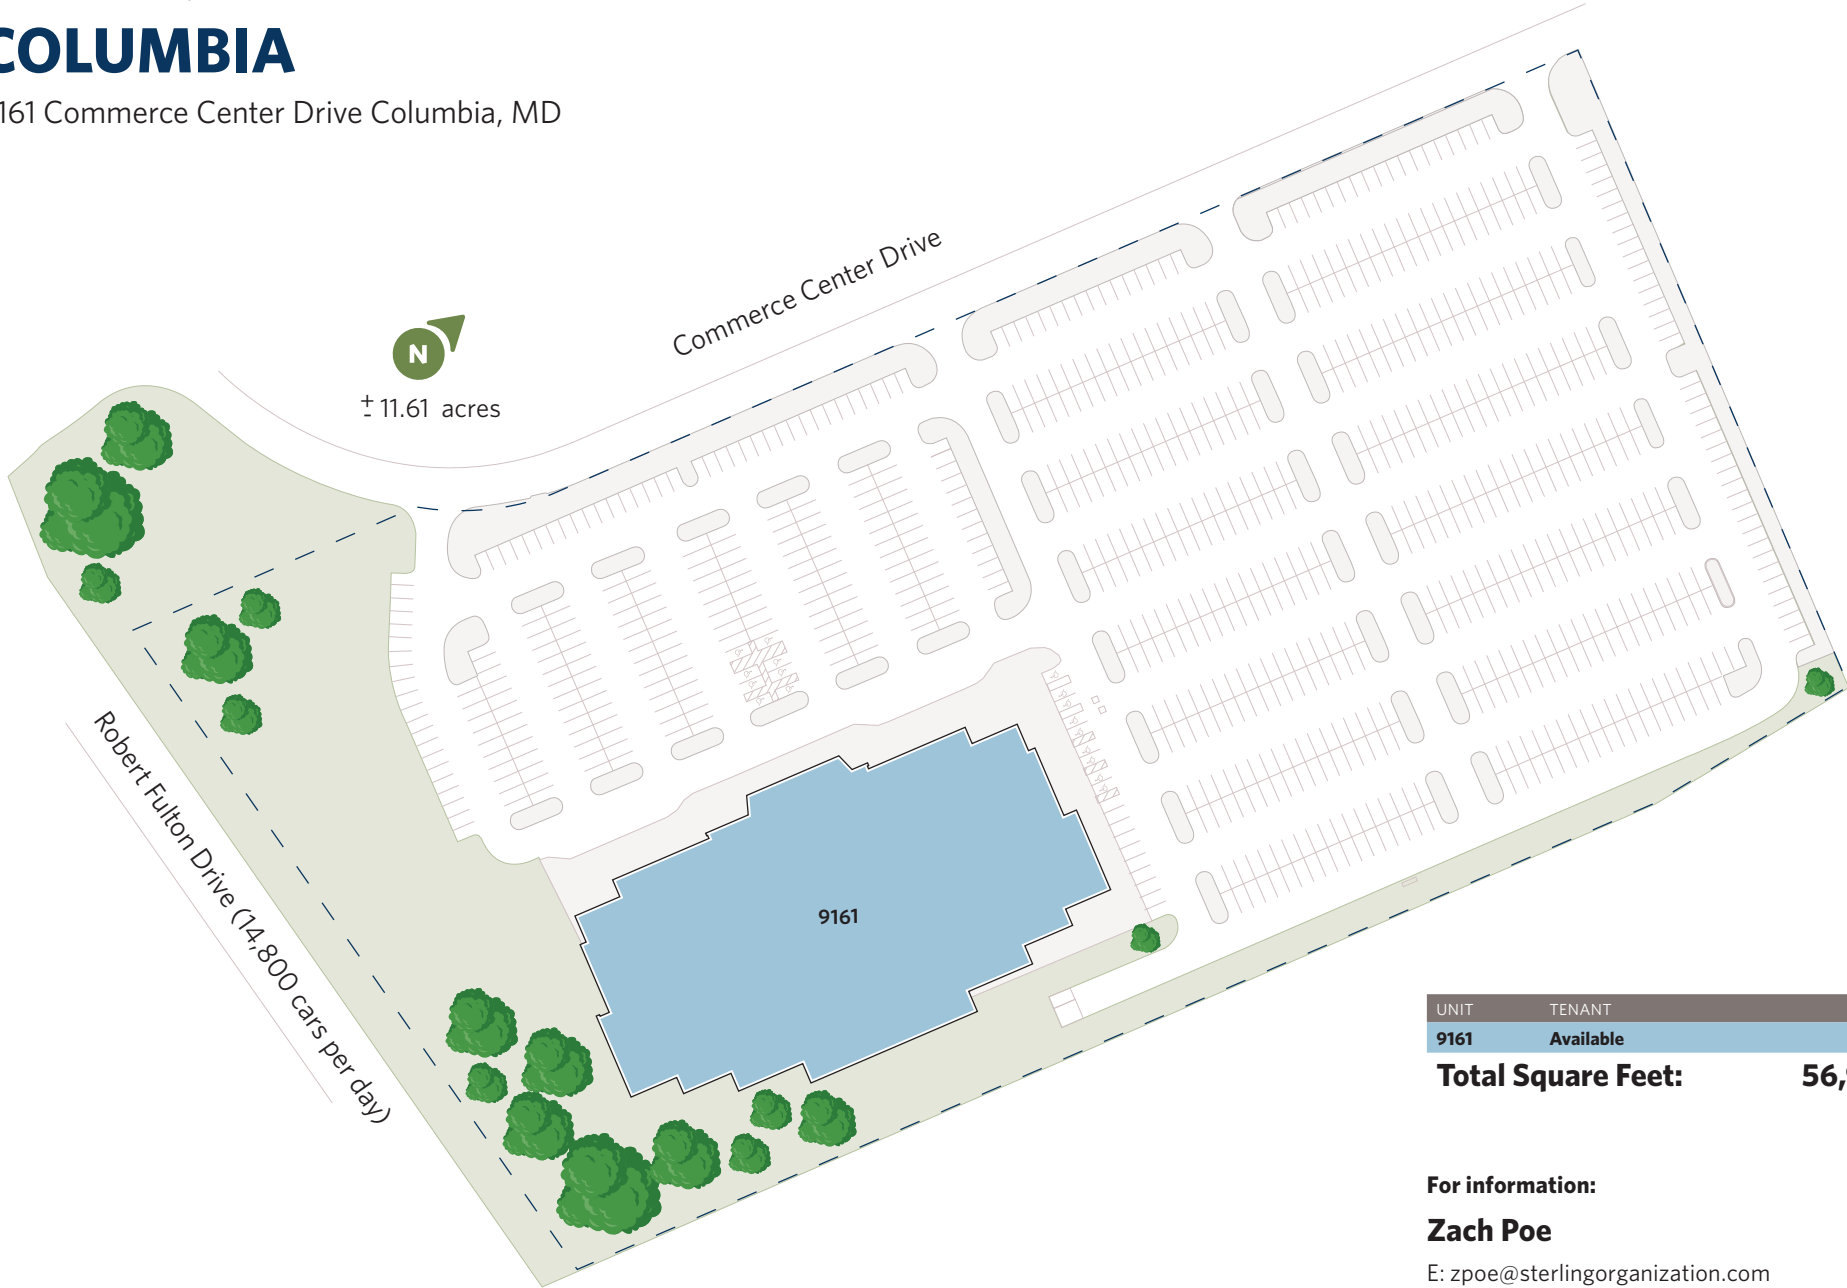 COLUMBIA
161 Commerce Center Drive Columbia, MD
Commerce Center Drive
N
± 11.61 acres
Robert Fulton Drive (14,800 cars per day)
9161
UNIT TENANT
9161 Available
Total Square Feet: 56,
For information:
Zach Poe
E: zpoe@sterlingorganization.com